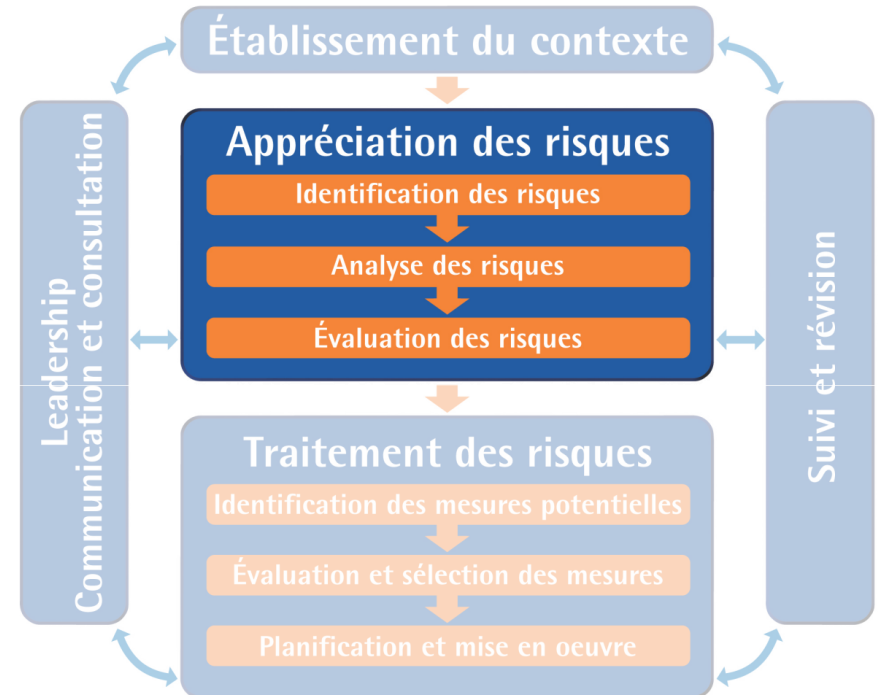 Établissement du contexte
Leadership
Communication et consultation
Appréciation des risques
Identification des risques
Analyse des risques
Évaluation des risques
Suivi et révision
Traitement des risques
Identification des mesures potentielles
Évaluation et sélection des mesures
Planification et mise en oeuvre